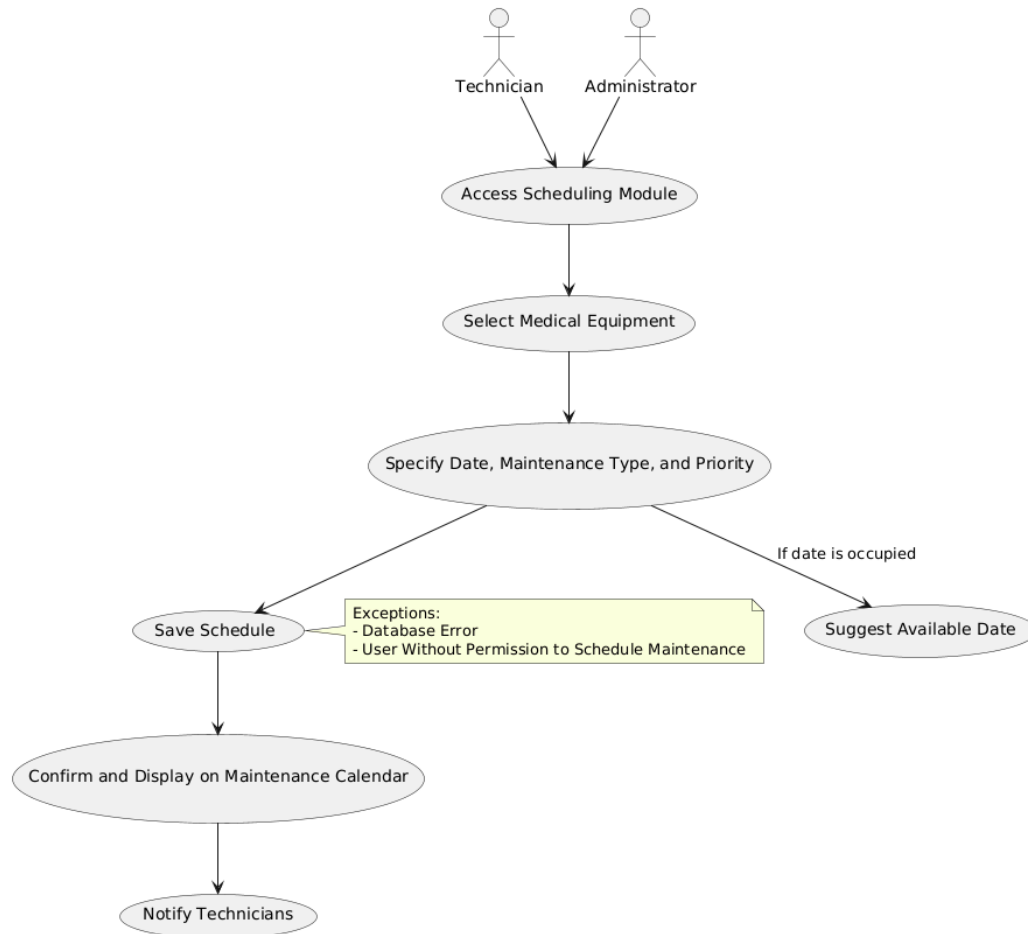 Technician
Administrator
Access Scheduling Module
Select Medical Equipment
Specify Date, Maintenance Type, and Priority
If date is occupied
Save Schedule
Exceptions:
- Database Error
- User Without Permission to Schedule Maintenance
Suggest Available Date
Confirm and Display on Maintenance Calendar
Notify Technicians